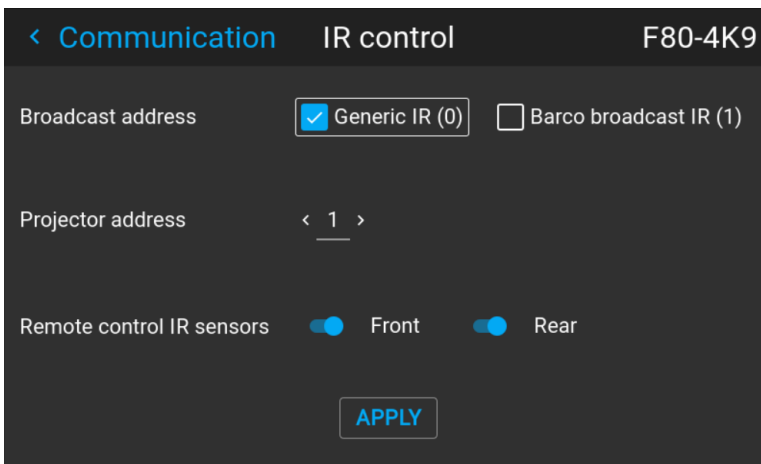 < Communication IR control F80-4K9
Broadcast address Generic IR (0) Barco broadcast IR (1)
Projector address < 1 >
Remote control IR sensors Front Rear
APPLY